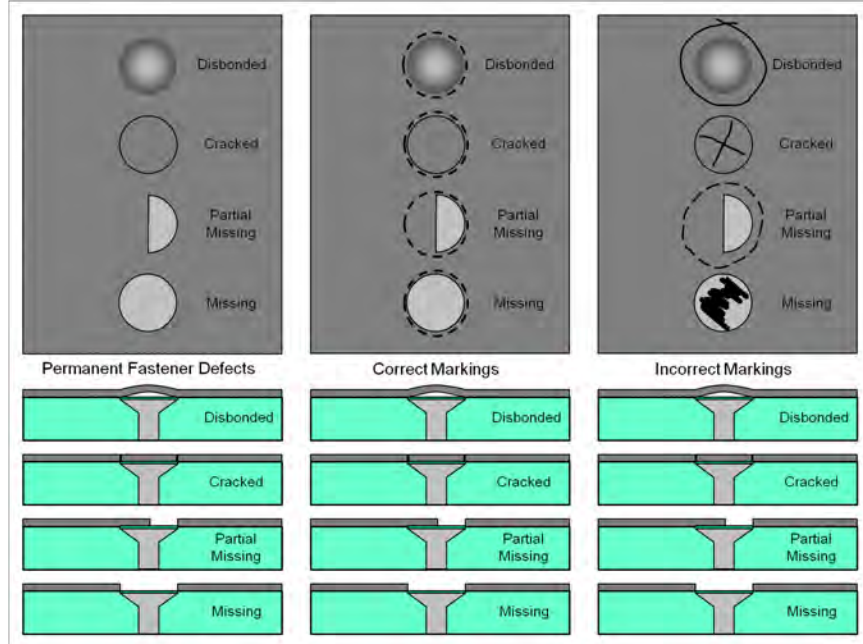 Disbonded
Cracked
Partial
Missing
Missing
Disbonded
Cracked
Partial
Missing
Missing
Disbonded
Cracked
Partial
Missing
Missing
Permanent Fastener Defects
Correct Markings
Incorrect Markings
Disbonded
Disbonded
Disbonded
Cracked
Cracked
Cracked
Partial
Missing
Partial
Missing
Partial
Missing
Missing
Missing
Missing